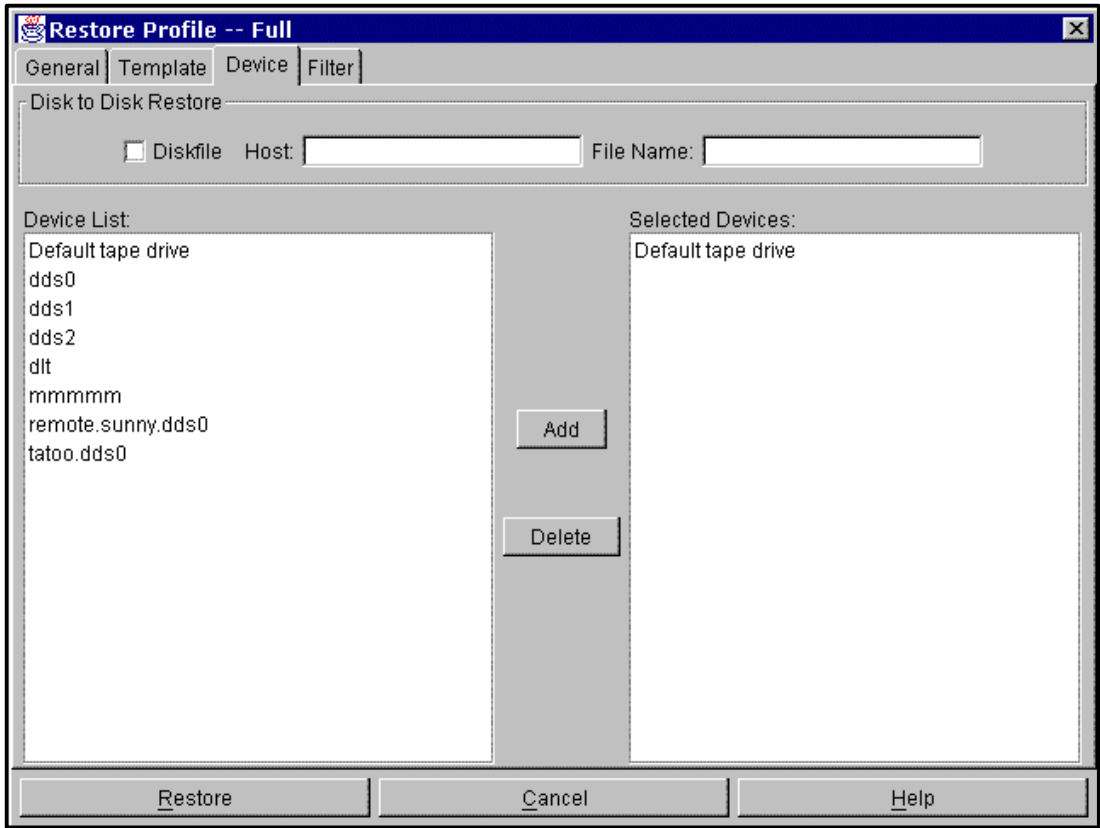 Restore Profile -- Full
General Template Device Filter
Disk to Disk Restore
Diskfile Host: File Name:
Device List:
Default tape drive
dds0
dds1
dds2
dlt
mmmmm
remote.sunny.dds0
tatoo.dds0
Add
Delete
Selected Devices:
Default tape drive
Restore Cancel Help